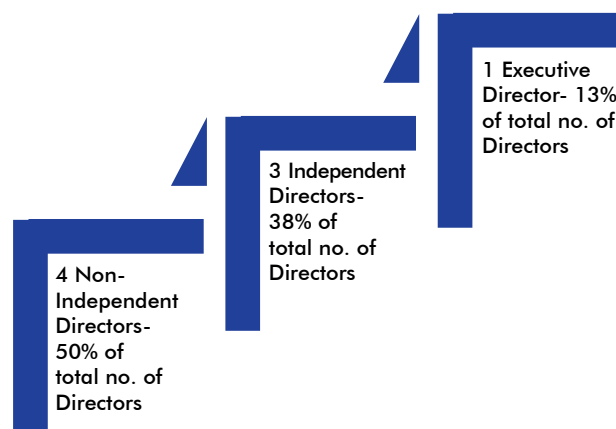 1 Executive
Director- 13%
of total no. of
Directors
3 Independent
Directors-
38% of
total no. of
Directors
4 Non-
Independent
Directors-
50% of
total no. of
Directors